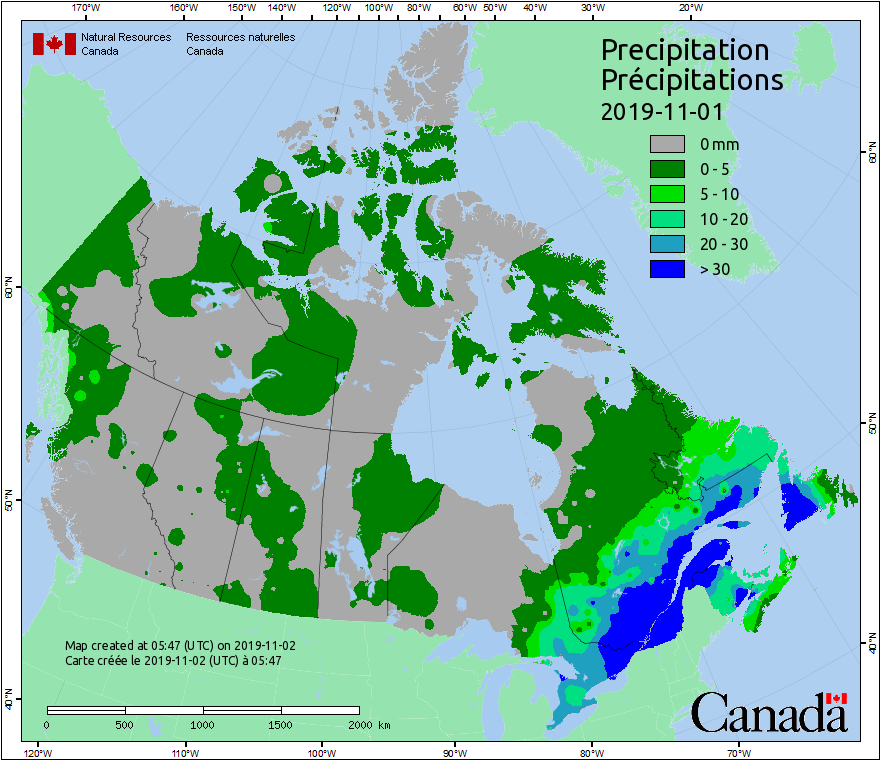 170°W 160°W 150°W 140°W 120°W 100°W 80°W 60°W 50°W 40°W 30°W 20°W
Natural Resources Ressources naturelles
Canada Canada
Precipitation
Précipitations
2019-11-01
0 mm
0 - 5
5 - 10
10 - 20
20 - 30
> 30
60°N
60°N
50°N
50°N
40°N
40°N
Map created at 05:47 (UTC) on 2019-11-02
Carte créée le 2019-11-02 (UTC) à 05:47
0 500 1000 1500 2000 km
Canada
120°W 110°W 100°W 90°W 80°W 70°W